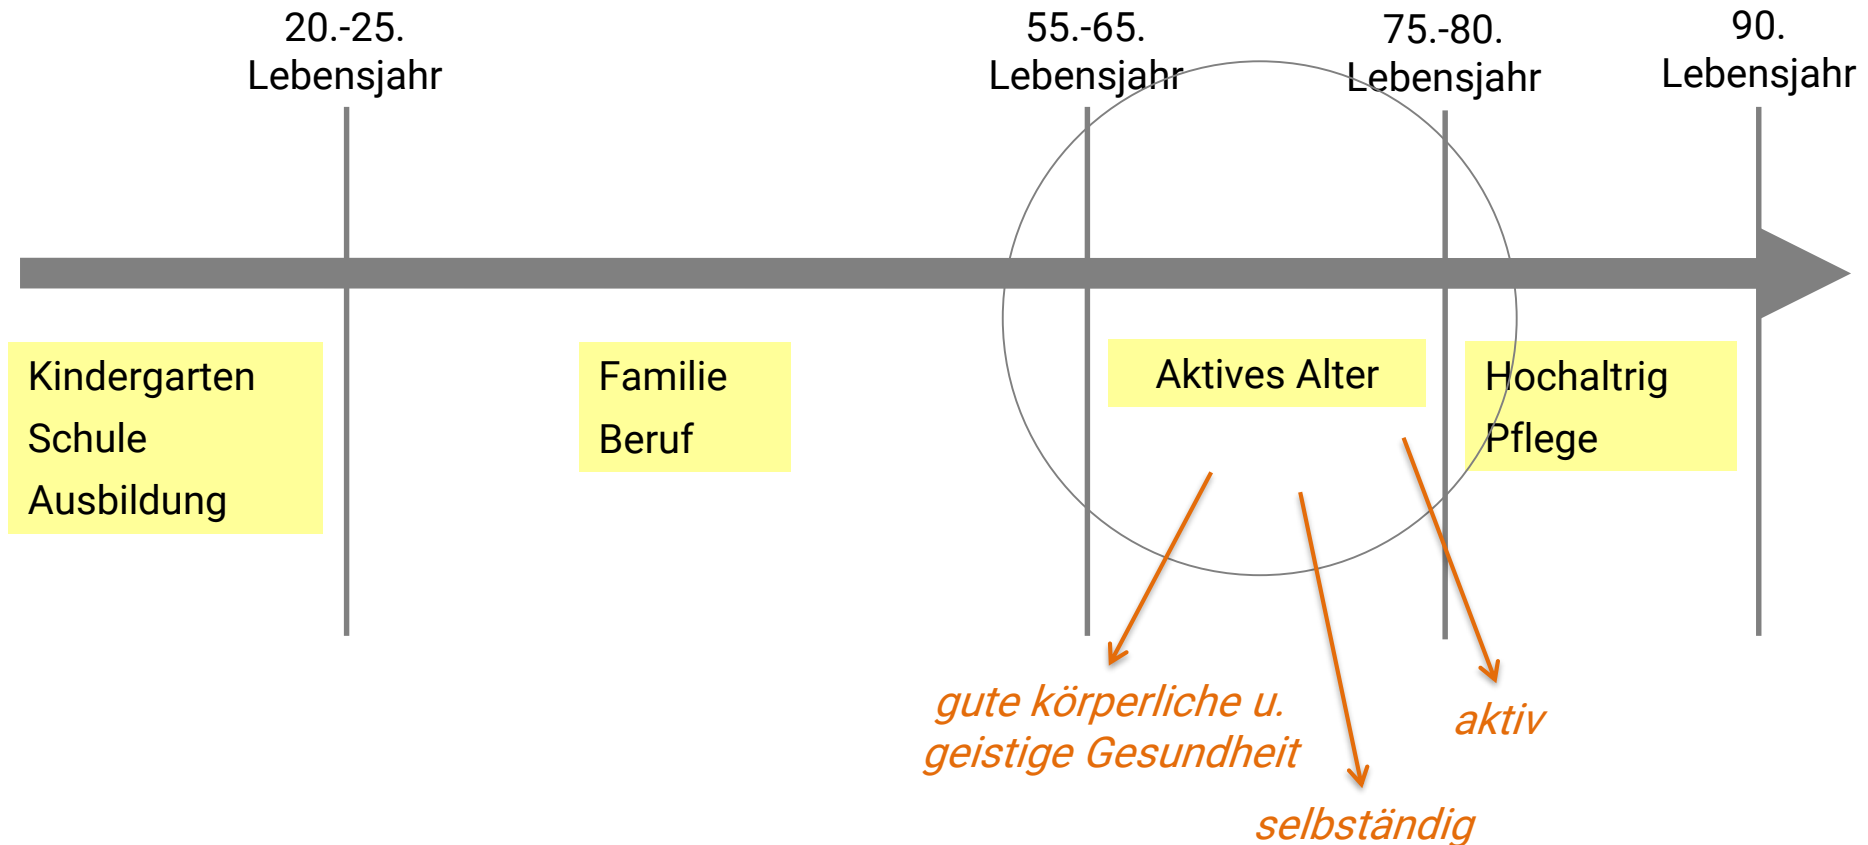 20.-25.
Lebensjahr
55.-65.
Lebensjahr
75.-80.
Lebensjahr
90.
Lebensjahr
Kindergarten
Schule
Ausbildung
Familie
Beruf
Aktives Alter
Hochaltrig
Pflege
gute körperliche u.
geistige Gesundheit
selbständig
aktiv